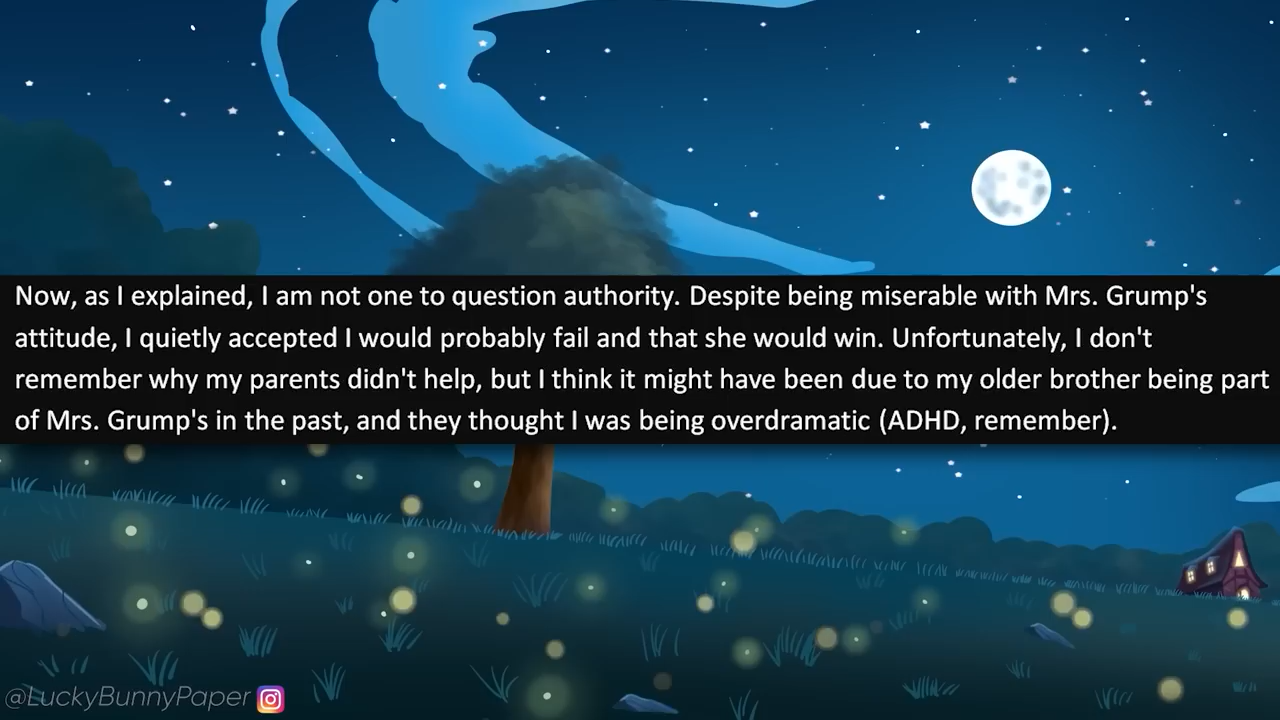 Now, as I explained, I am not one to question authority. Despite being miserable with Mrs. Grump's
attitude, I quietly accepted I would probably fail and that she would win. Unfortunately, I don't
remember why my parents didn't help, but I think it might have been due to my older brother being part
of Mrs. Grump's in the past, and they thought I was being overdramatic (ADHD, remember).
@LuckyBunnyPaper